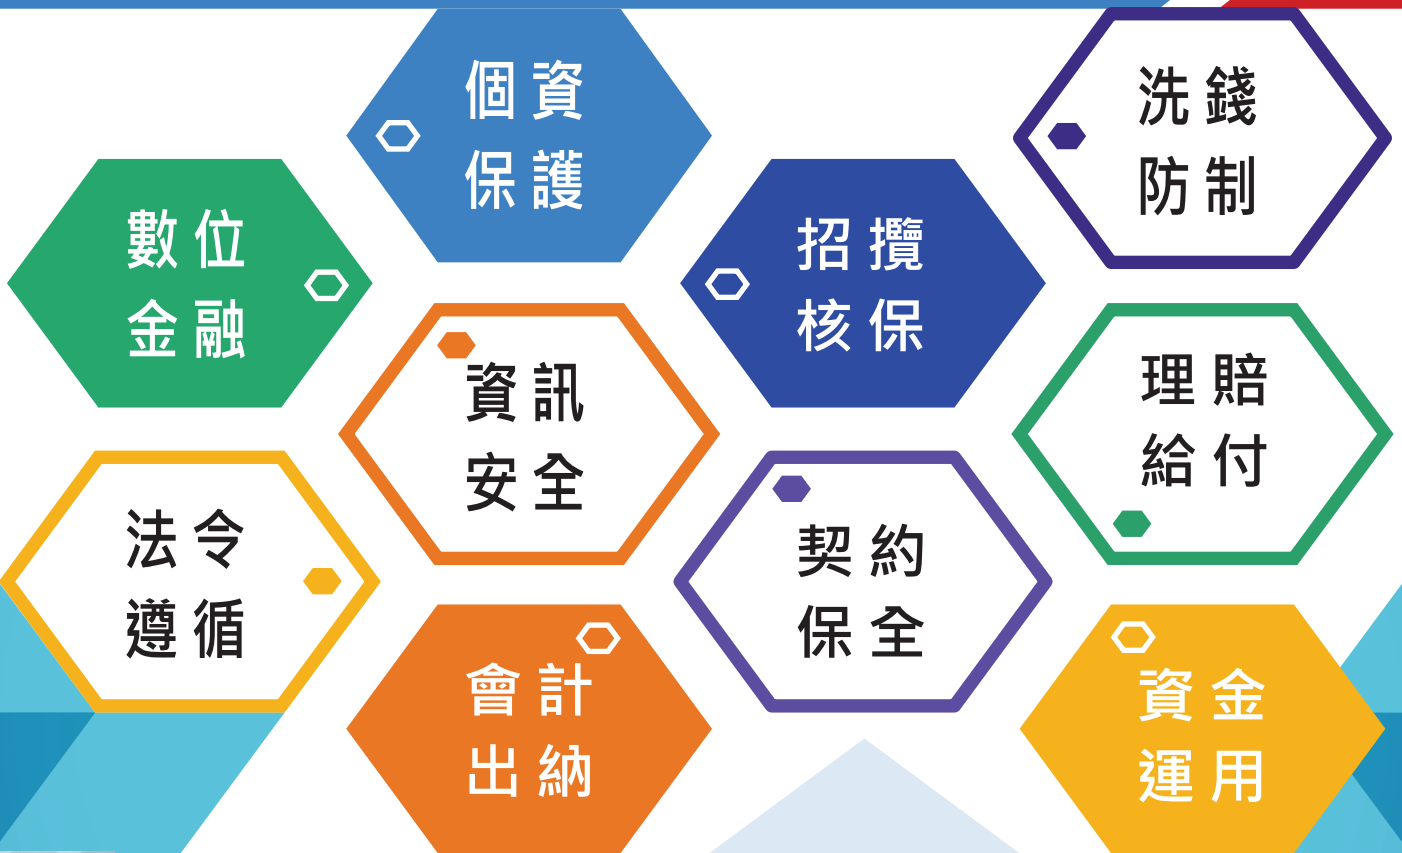 個資
保護
洗錢
防制
數位
金融
招攬
核保
資訊
安全
理賠
給付
法令
遵循
契約
保全
會計
出納
資金
運用